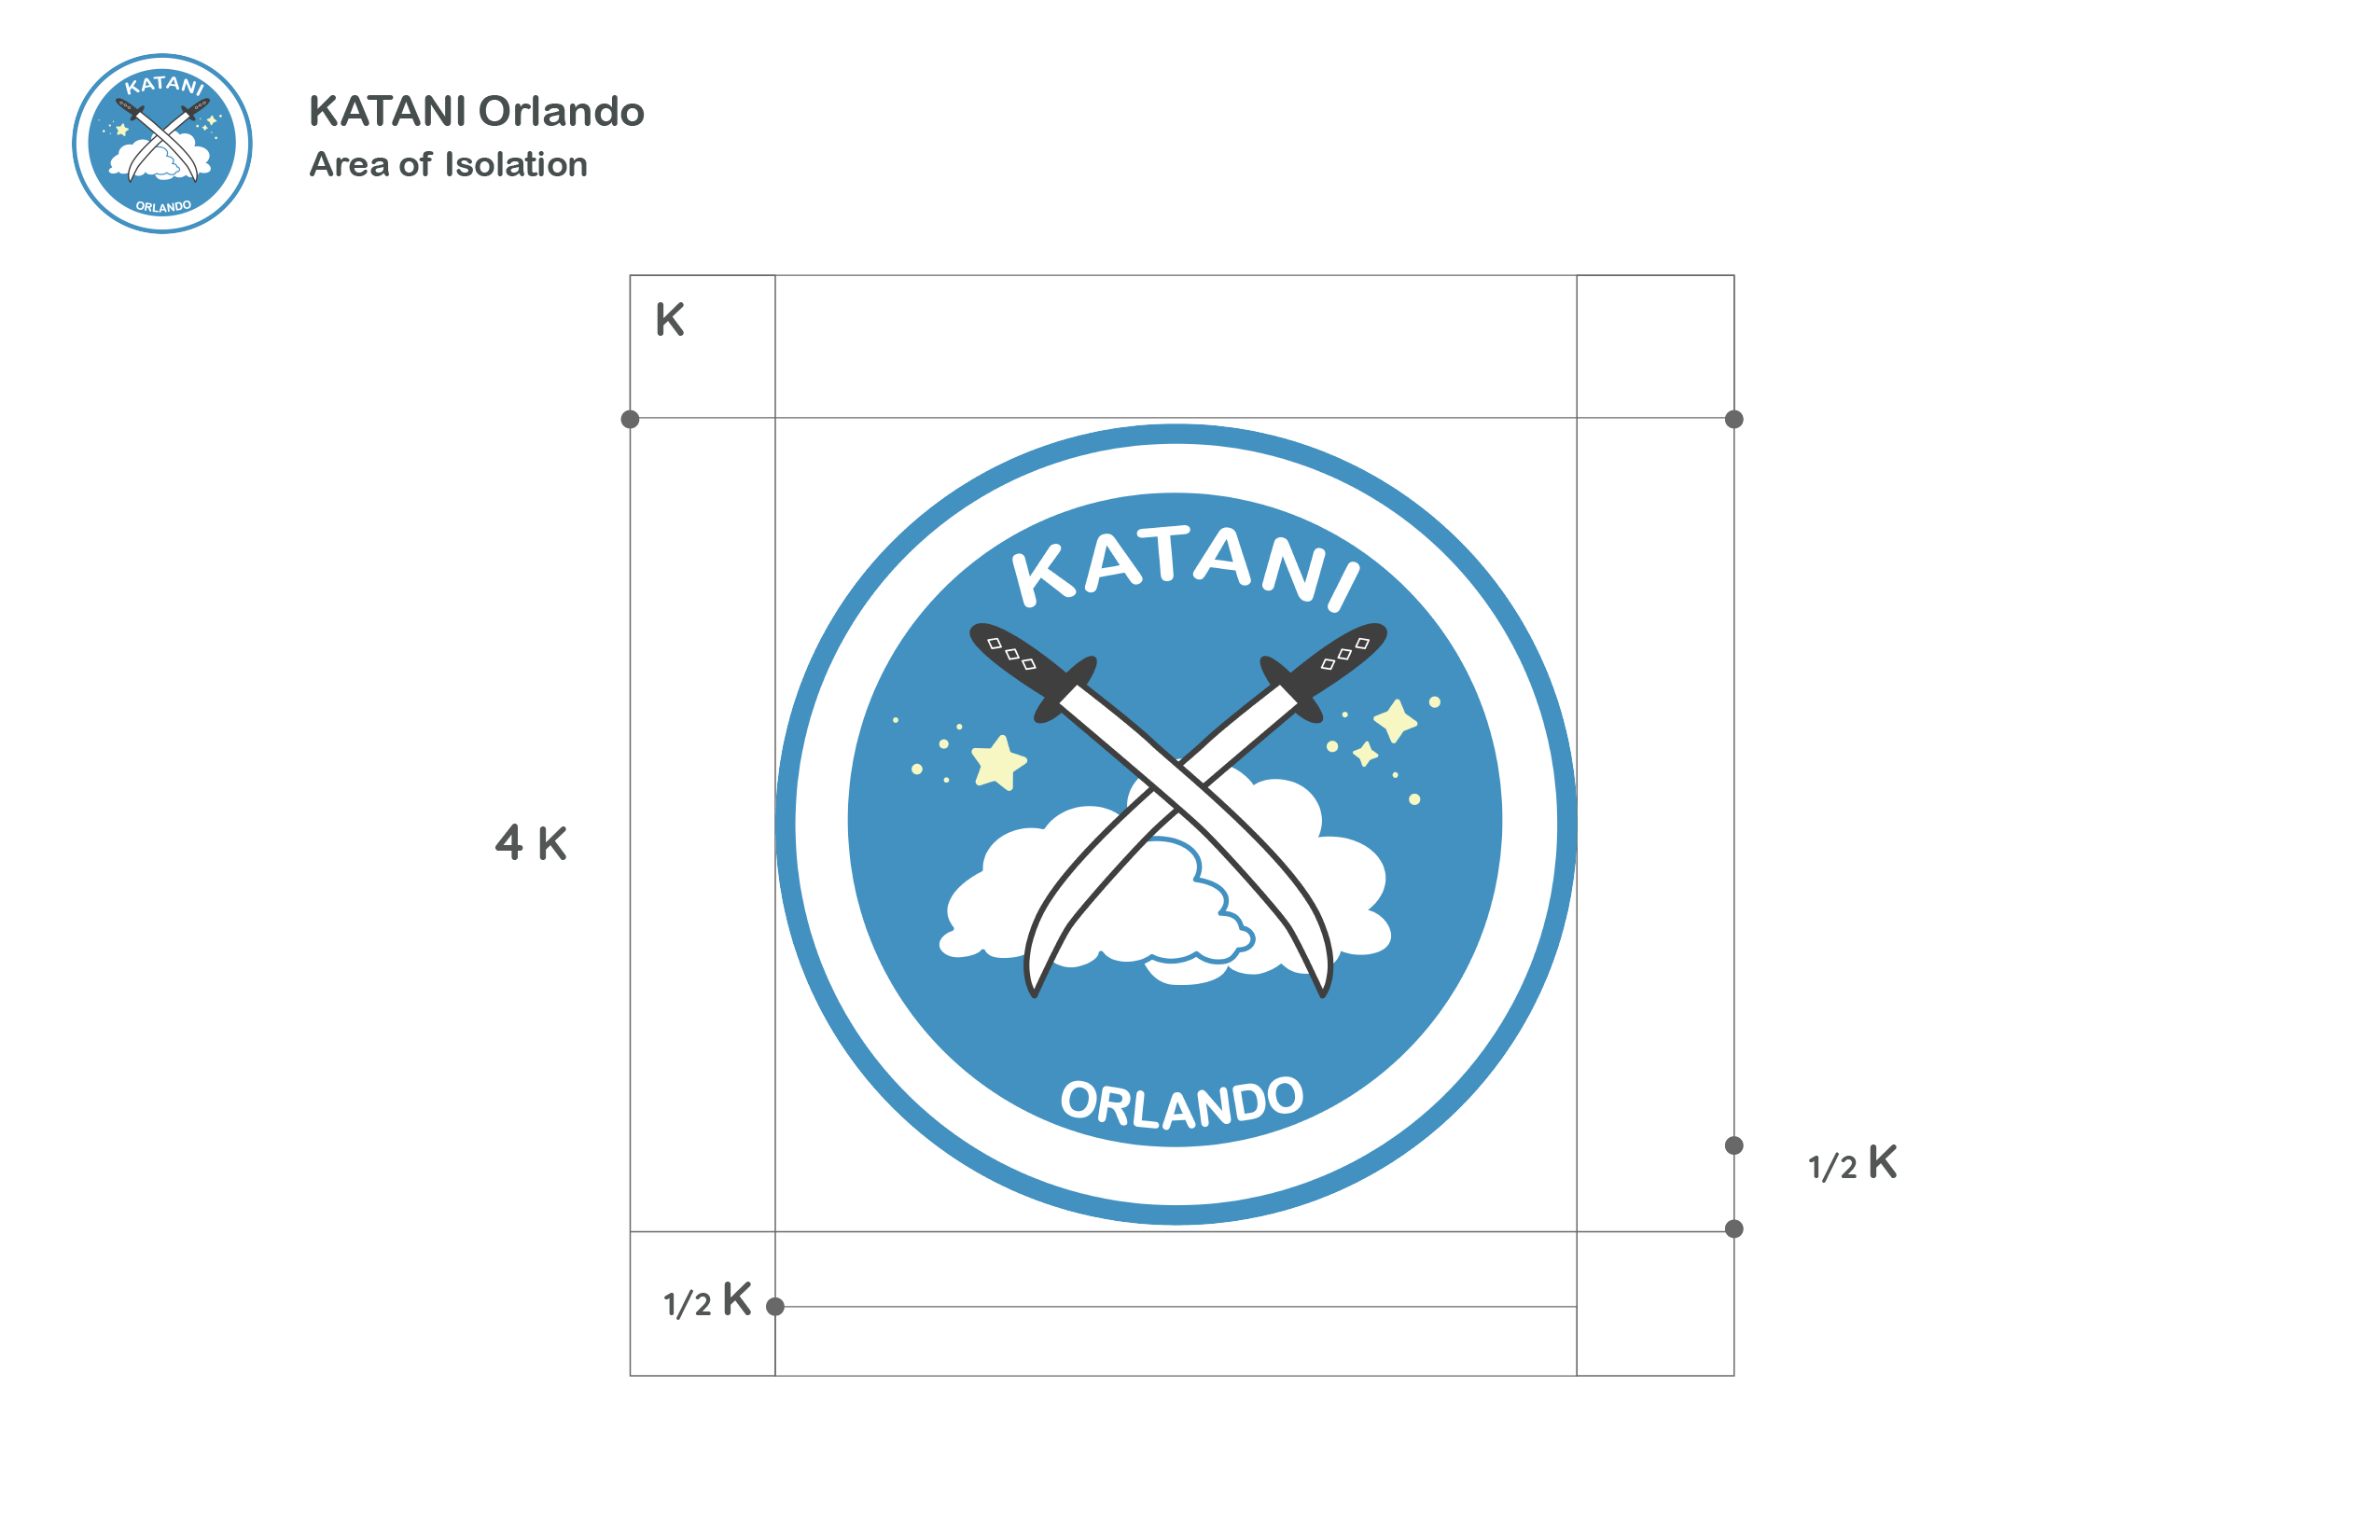 KATANI
ORLANDO
KATANI Orlando
Area of Isolation
K
KATANI
4 K
ORLANDO
1/2 K
1/2 K